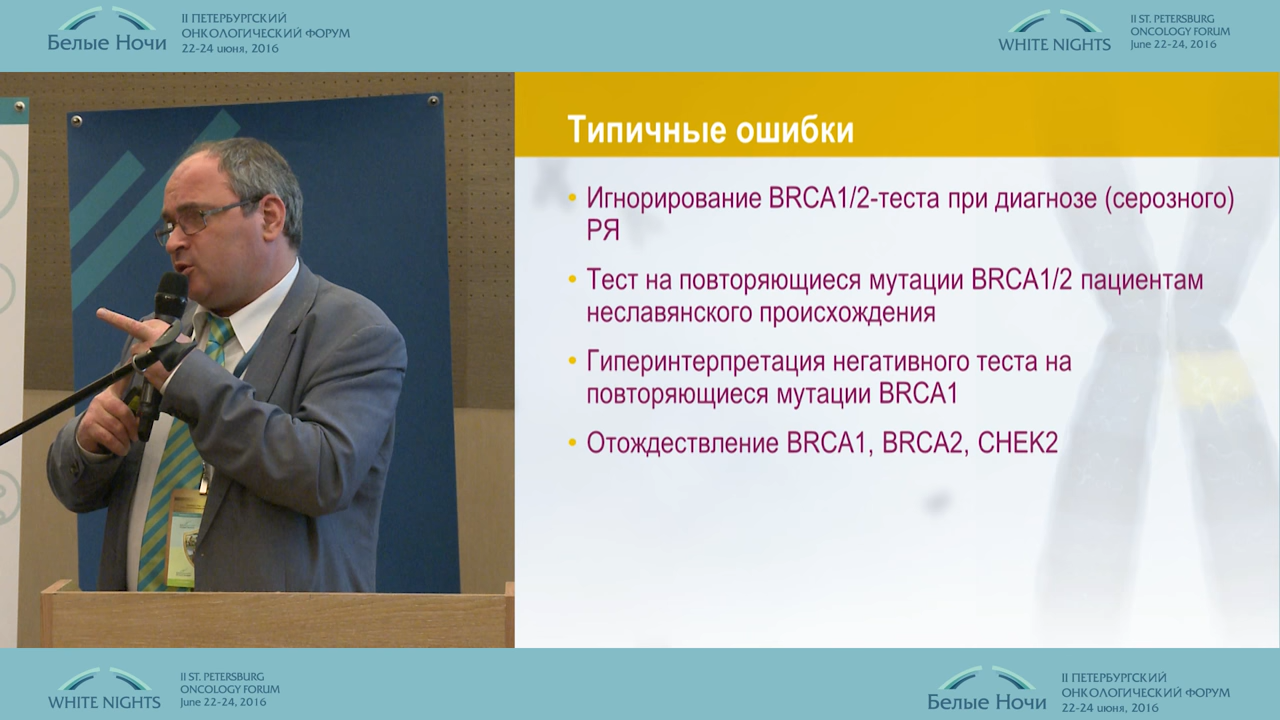 Белые Ночи
II ПЕТЕРБУРГСКИЙ
ОНКОЛОГИЧЕСКИЙ ФОРУМ
22-24 июня, 2016
WHITE NIGHTS
II ST. PETERSBURG
ONCOLOGY FORUM
June 22-24, 2016
Типичные ошибки
• Игнорирование BRCA1/2-теста при диагнозе (серозного)
РЯ
• Тест на повторяющиеся мутации BRCA1/2 пациентам
неславянского происхождения
• Гиперинтерпретация негативного теста на
повторяющиеся мутации BRCA1
• Отождествление BRCA1, BRCA2, CHEK2
WHITE NIGHTS
II ST. PETERSBURG
ONCOLOGY FORUM
June 22-24, 2016
Белые Ночи
II ПЕТЕРБУРГСКИЙ
ОНКОЛОГИЧЕСКИЙ ФОРУМ
22-24 июня, 2016